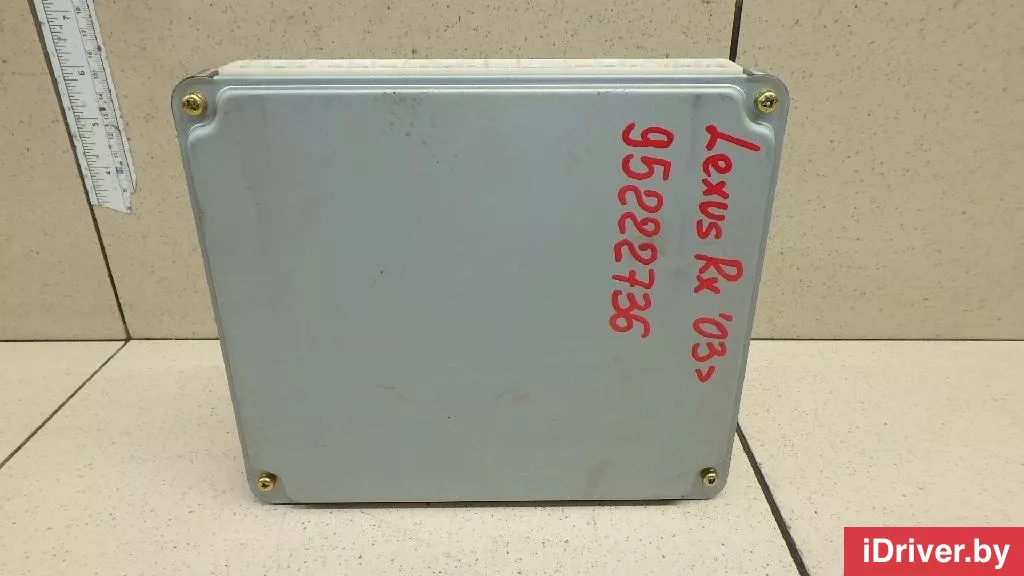 Lexus Rx '03>
95222736
iDriver.by